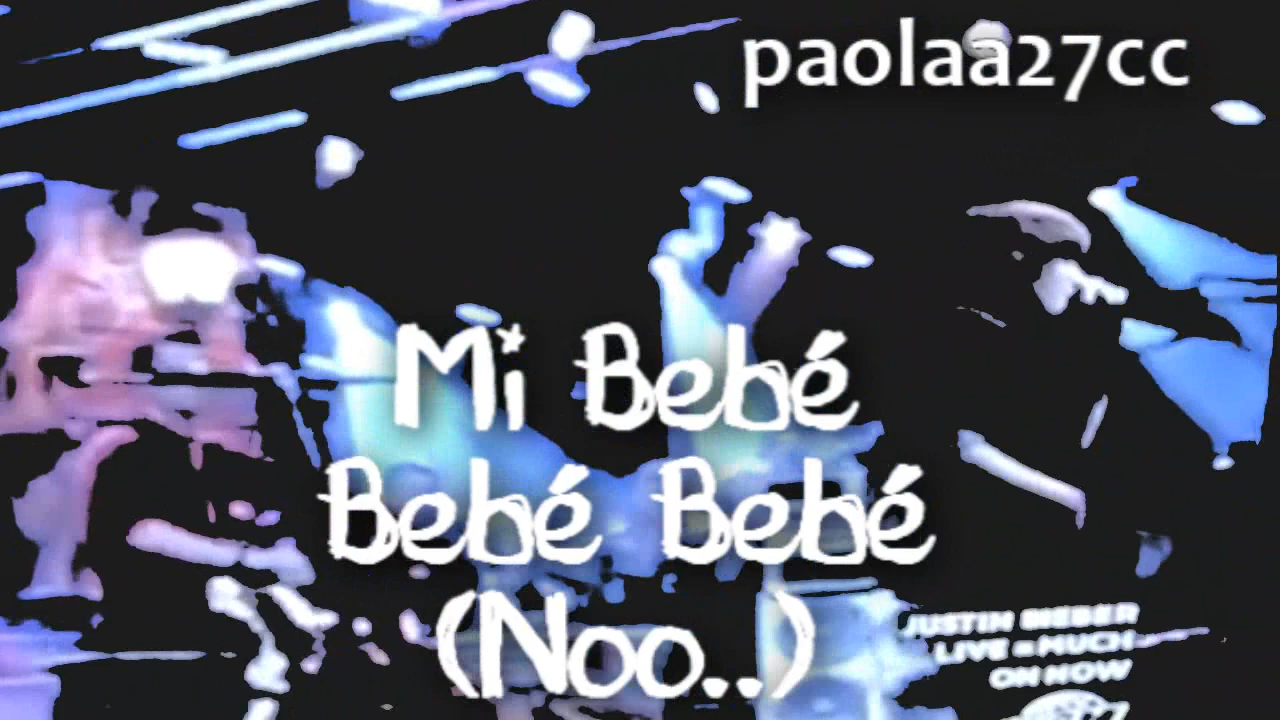 paolaa27cc
Mi Bebé
Bebé Bebé
(Noo..)
JUSTIN BIEBER
LIVE @ MUCH
ON NOW